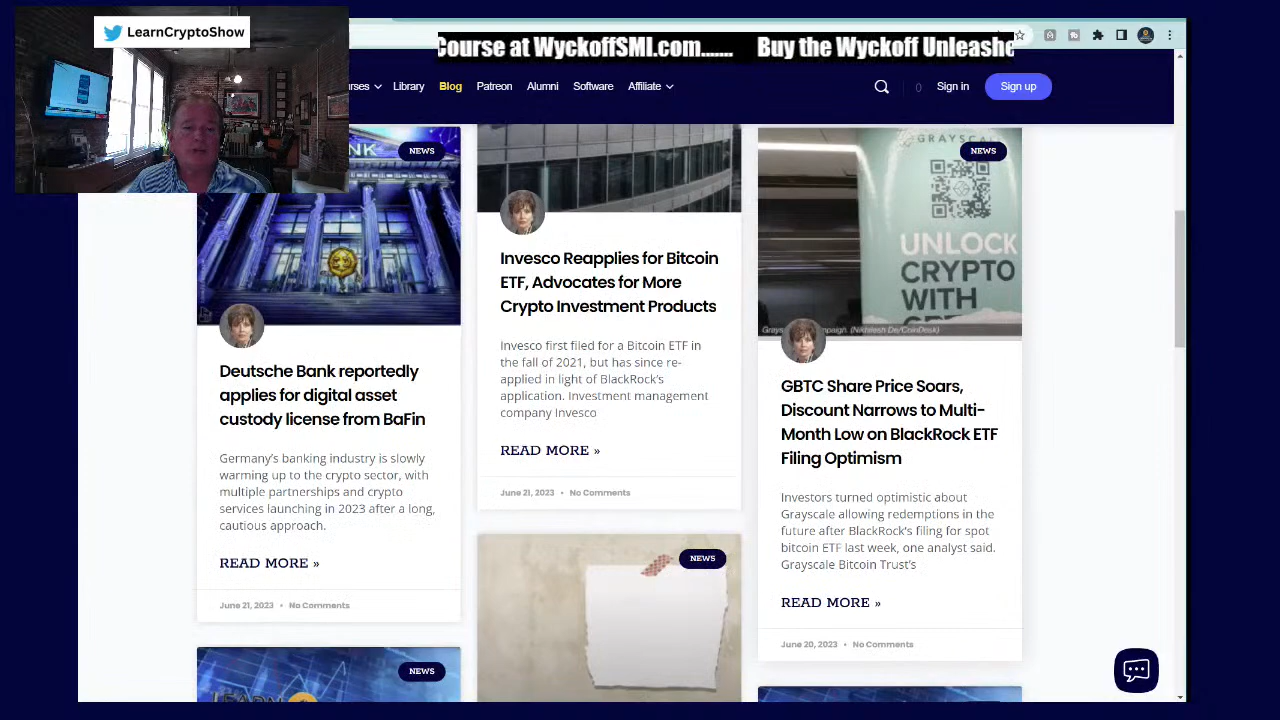 LearnCryptoShow
Course at WyckoffSMI.com....... Buy the Wyckoff Unleashe
rses Library Blog Patreon Alumni Software Affiliate 0 Sign in Sign up
NK
NEWS
Deutsche Bank reportedly
applies for digital asset
custody license from BaFin
Germany's banking industry is slowly
warming up to the crypto sector, with
multiple partnerships and crypto
services launching in 2023 after a long,
cautious approach.
READ MORE »
June 21, 2023 • No Comments
NEWS
LEARN
Invesco Reapplies for Bitcoin
ETF, Advocates for More
Crypto Investment Products
Invesco first filed for a Bitcoin ETF in
the fall of 2021, but has since re-
applied in light of BlackRock's
application. Investment management
company Invesco
READ MORE »
June 21, 2023 • No Comments
NEWS
GRAYSCAL
NEWS
UNLOCK
CRYPTO
WITH
(Nikhilesh De/CoinDesk)
GBTC Share Price Soars,
Discount Narrows to Multi-
Month Low on BlackRock ETF
Filing Optimism
Investors turned optimistic about
Grayscale allowing redemptions in the
future after BlackRock's filing for spot
bitcoin ETF last week, one analyst said.
Grayscale Bitcoin Trust's
READ MORE »
June 20, 2023 • No Comments